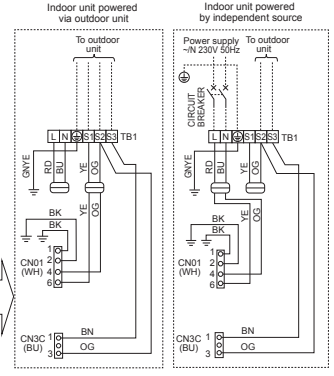 Indoor unit powered
via outdoor unit
To outdoor
unit
L N S1 S2 S3 TB1
GNYE
RD
BU
YE
OG
YE
OG
BK
BK
1
2
4
6
CN01
(WH)
BN
OG
CN3C
(BU)
1
3
Indoor unit powered
by independent source
Power supply
~/N 230V 50Hz
To outdoor
unit
CIRCUIT
BREAKER
L N S1 S2 S3 TB1
GNYE
RD
BU
YE
OG
YE
OG
BK
BK
1
2
4
6
CN01
(WH)
BN
OG
CN3C
(BU)
1
3